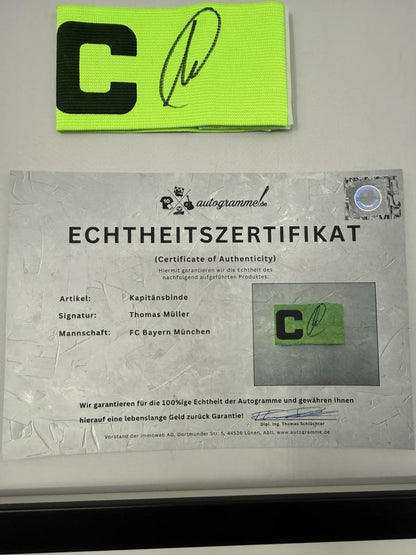 C
autogramme.de
ECHTHEITSZERTIFIKAT
(Certificate of Authenticity)
Hiermit garantieren wir die Echtheit des
nachfolgend aufgeführten Produktes:
Artikel: Kapitänsbinde
Signatur: Thomas Müller
Mannschaft: FC Bayern München
C
Wir garantieren für die 100%ige Echtheit der Autogramme und gewähren Ihnen
hierauf eine lebenslange Geld zurück Garantie!
Dipl. Ing. Thomas Schlüchter
Vorstand der immoweb AG, Dortmunder Str. 5, 44536 Lünen, Abt. www.autogramme.de